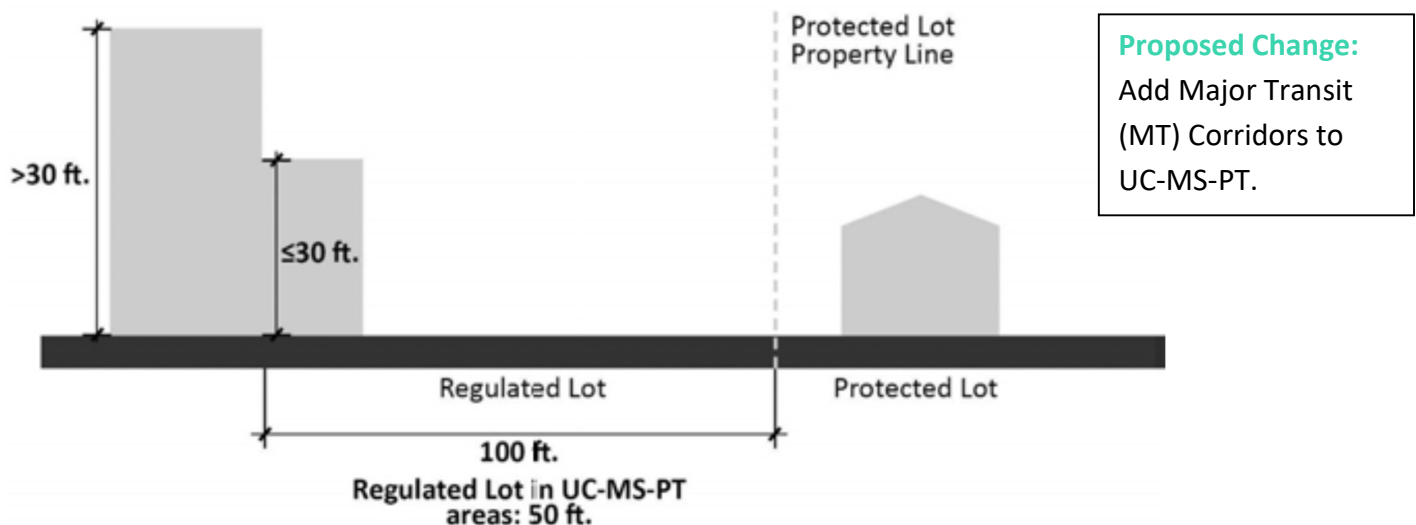 Protected Lot
Property Line
Proposed Change:
Add Major Transit
(MT) Corridors to
UC-MS-PT.
>30 ft.
≤30 ft.
Regulated Lot
Protected Lot
100 ft.
Regulated Lot in UC-MS-PT
areas: 50 ft.